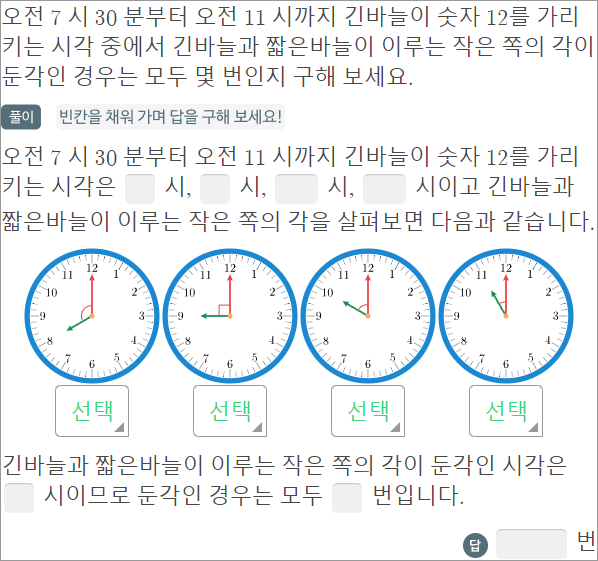 오전 7 시 30 분부터 오전 11 시까지 긴바늘이 숫자 12를 가리
키는 시각 중에서 긴바늘과 짧은바늘이 이루는 작은 쪽의 각이
둔각인 경우는 모두 몇 번인지 구해 보세요.
풀이 빈칸을 채워 가며 답을 구해 보세요!
오전 7 시 30 분부터 오전 11 시까지 긴바늘이 숫자 12를 가리
키는 시각은 시, 시, 시, 시이고 긴바늘과
짧은바늘이 이루는 작은 쪽의 각을 살펴보면 다음과 같습니다.
12 1 2 3 4 5 6 7 8 9 10 11
12 1 2 3 4 5 6 7 8 9 10 11
12 1 2 3 4 5 6 7 8 9 10 11
12 1 2 3 4 5 6 7 8 9 10 11
선택 선택 선택 선택
긴바늘과 짧은바늘이 이루는 작은 쪽의 각이 둔각인 시각은
시이므로 둔각인 경우는 모두 번입니다.
답 번